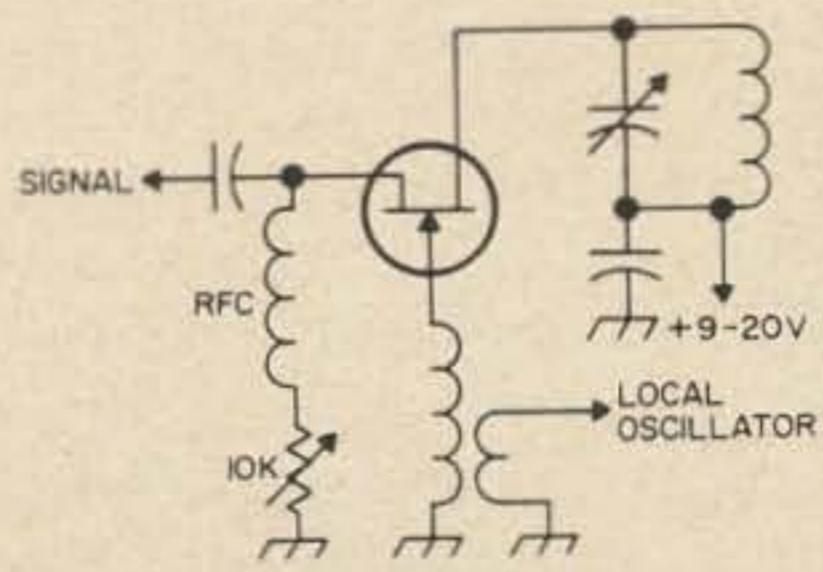 SIGNAL
RFC
+9-20V
LOCAL
OSCILLATOR
10K